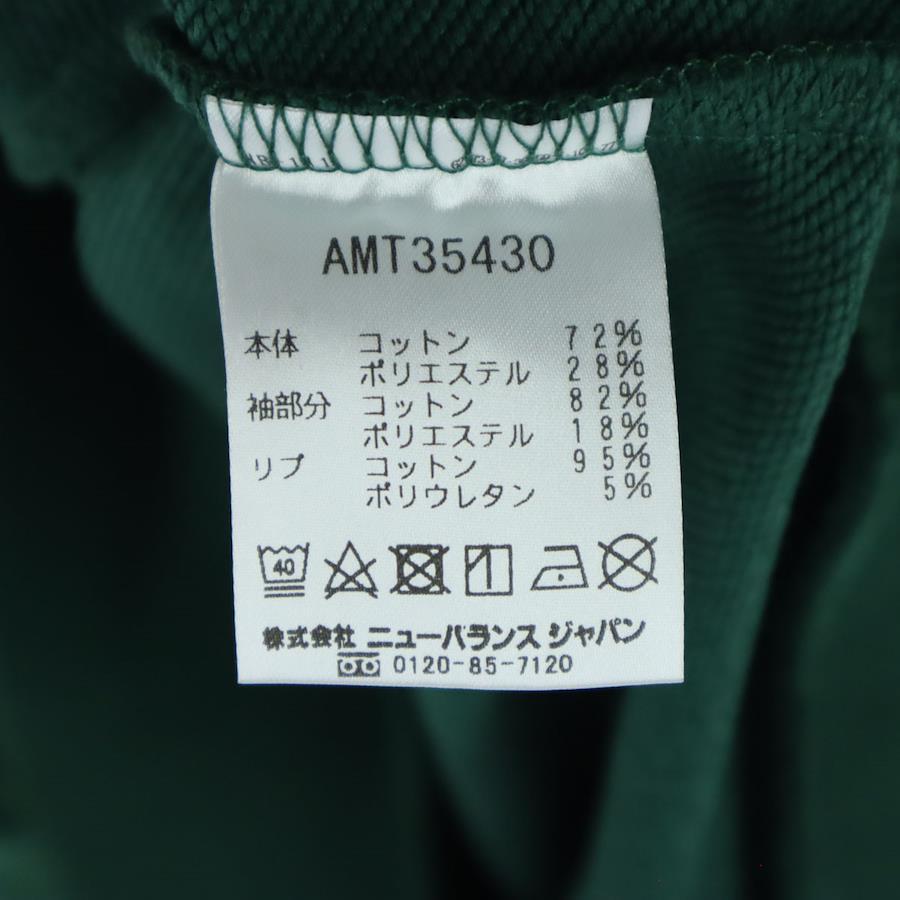 AMT35430
本体 コットン 72%
ポリエステル 28%
袖部分 コットン 82%
ポリエステル 18%
リブ コットン 95%
ポリウレタン 5%
40
株式会社 ニューバランス ジャパン
0120-85-7120